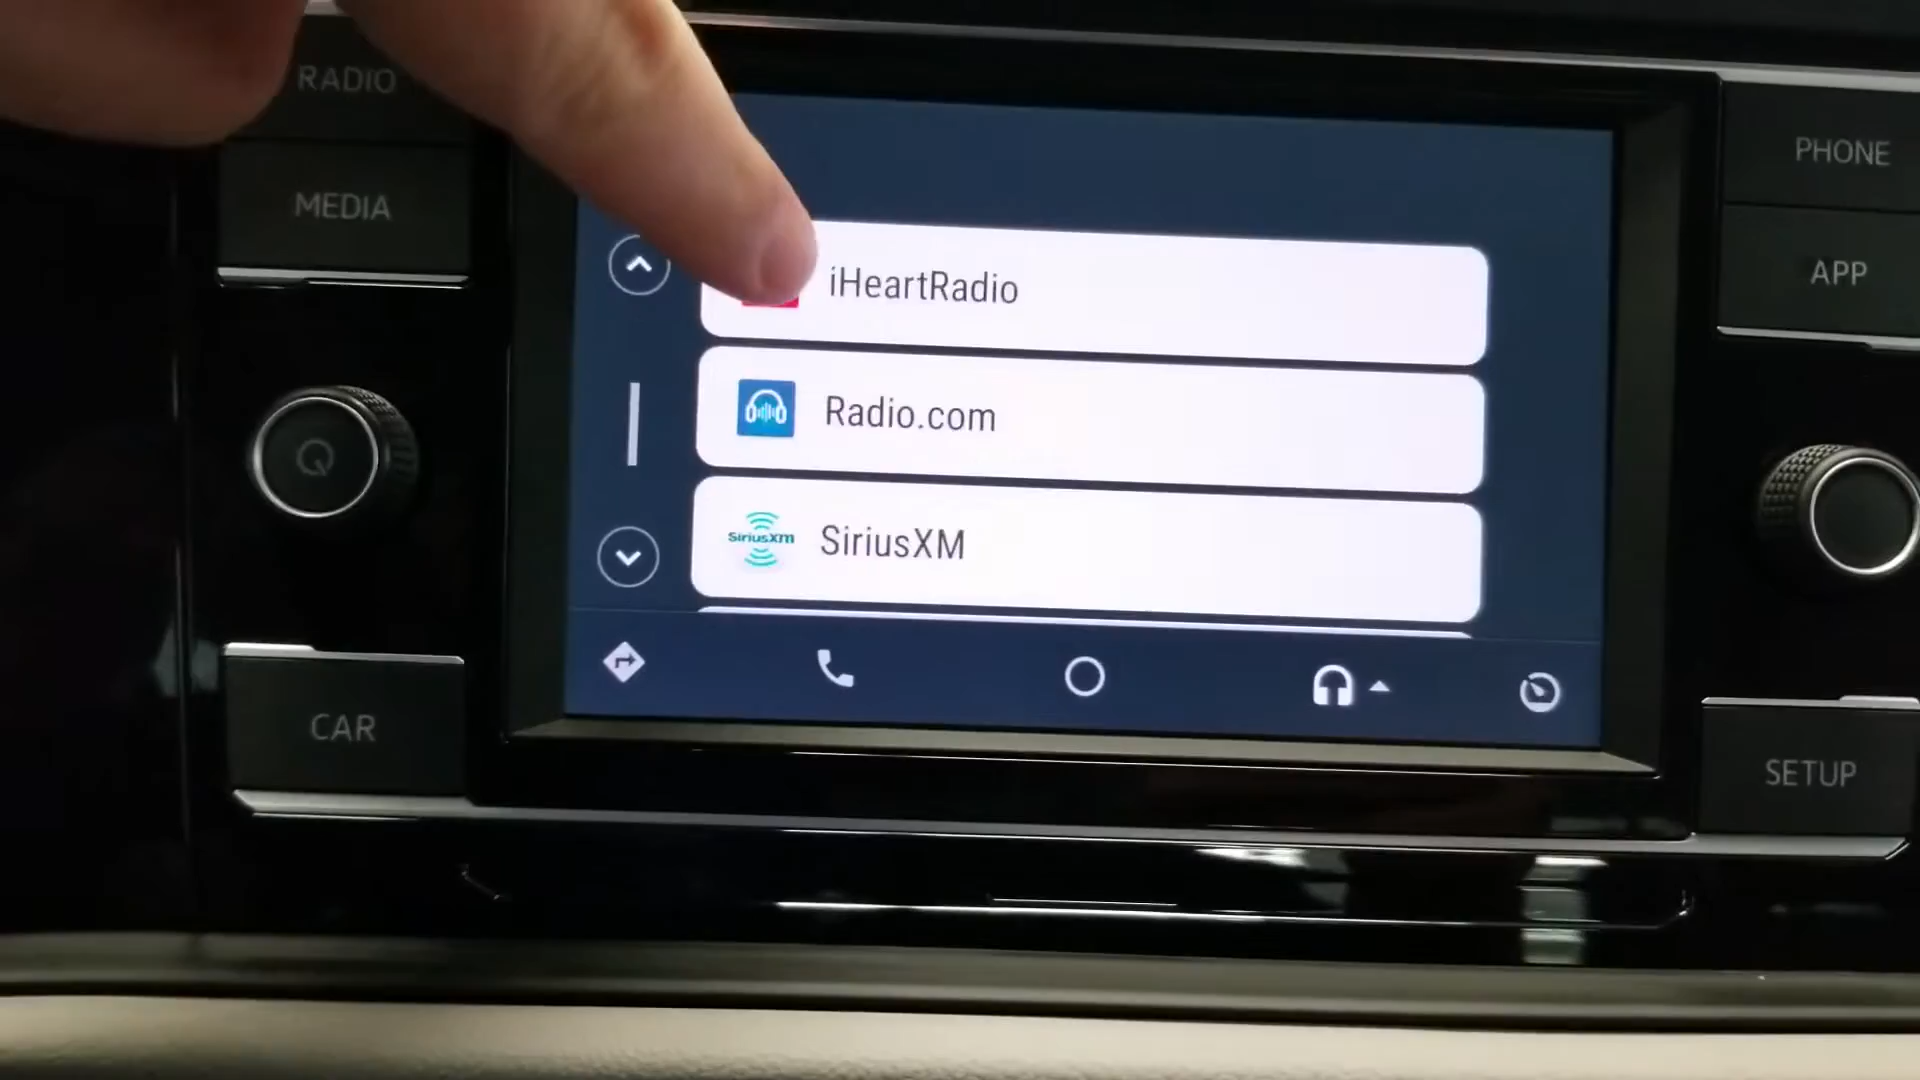 RADIO
MEDIA
CAR
iHeartRadio
Radio.com
SiriusXM
SiriusXM
PHONE
APP
SETUP